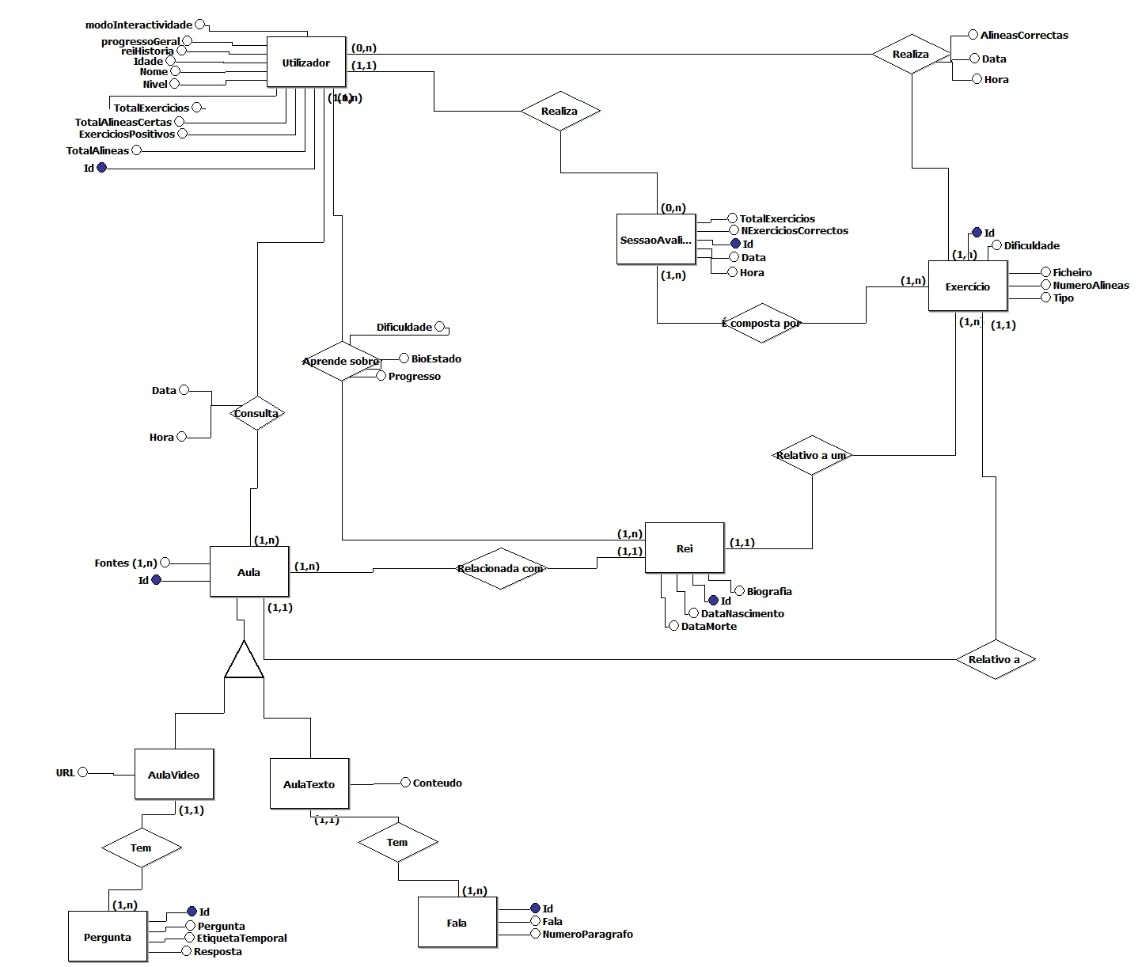 modoInteractividade
progressoGeral
reiHistoria
Idade
Nome
Nivel
Utilizador
(0,n)
(1,1)
TotalExercicios
TotalAlineasCertas
ExerciciosPositivos
TotalAlineas
Id
Realiza
AlineasCorrectas
Data
Hora
Realiza
(0,n)
SessaoAvali...
TotalExercicios
NExerciciosCorrectos
Id
Data
Hora
(1,n)
É composta por
(1,n)
Id
Dificuldade
(1,n)
Exercício
Ficheiro
NumeroAlineas
Tipo
(1,n)
(1,1)
Dificuldade
Aprende sobre
BioEstado
Progresso
Data
Consulta
Hora
Relativo a um
(1,n)
Fontes (1,n)
Id
Aula
(1,n)
(1,1)
Relacionada com
(1,n)
(1,1)
Rei
(1,1)
Biografia
Id
DataNascimento
DataMorte
Relativo a
URL
AulaVideo
(1,1)
AulaTexto
Conteudo
(1,1)
Tem
Tem
(1,n)
Pergunta
Id
Pergunta
EtiquetaTemporal
Resposta
(1,n)
Fala
Id
Fala
NumeroParagrafo